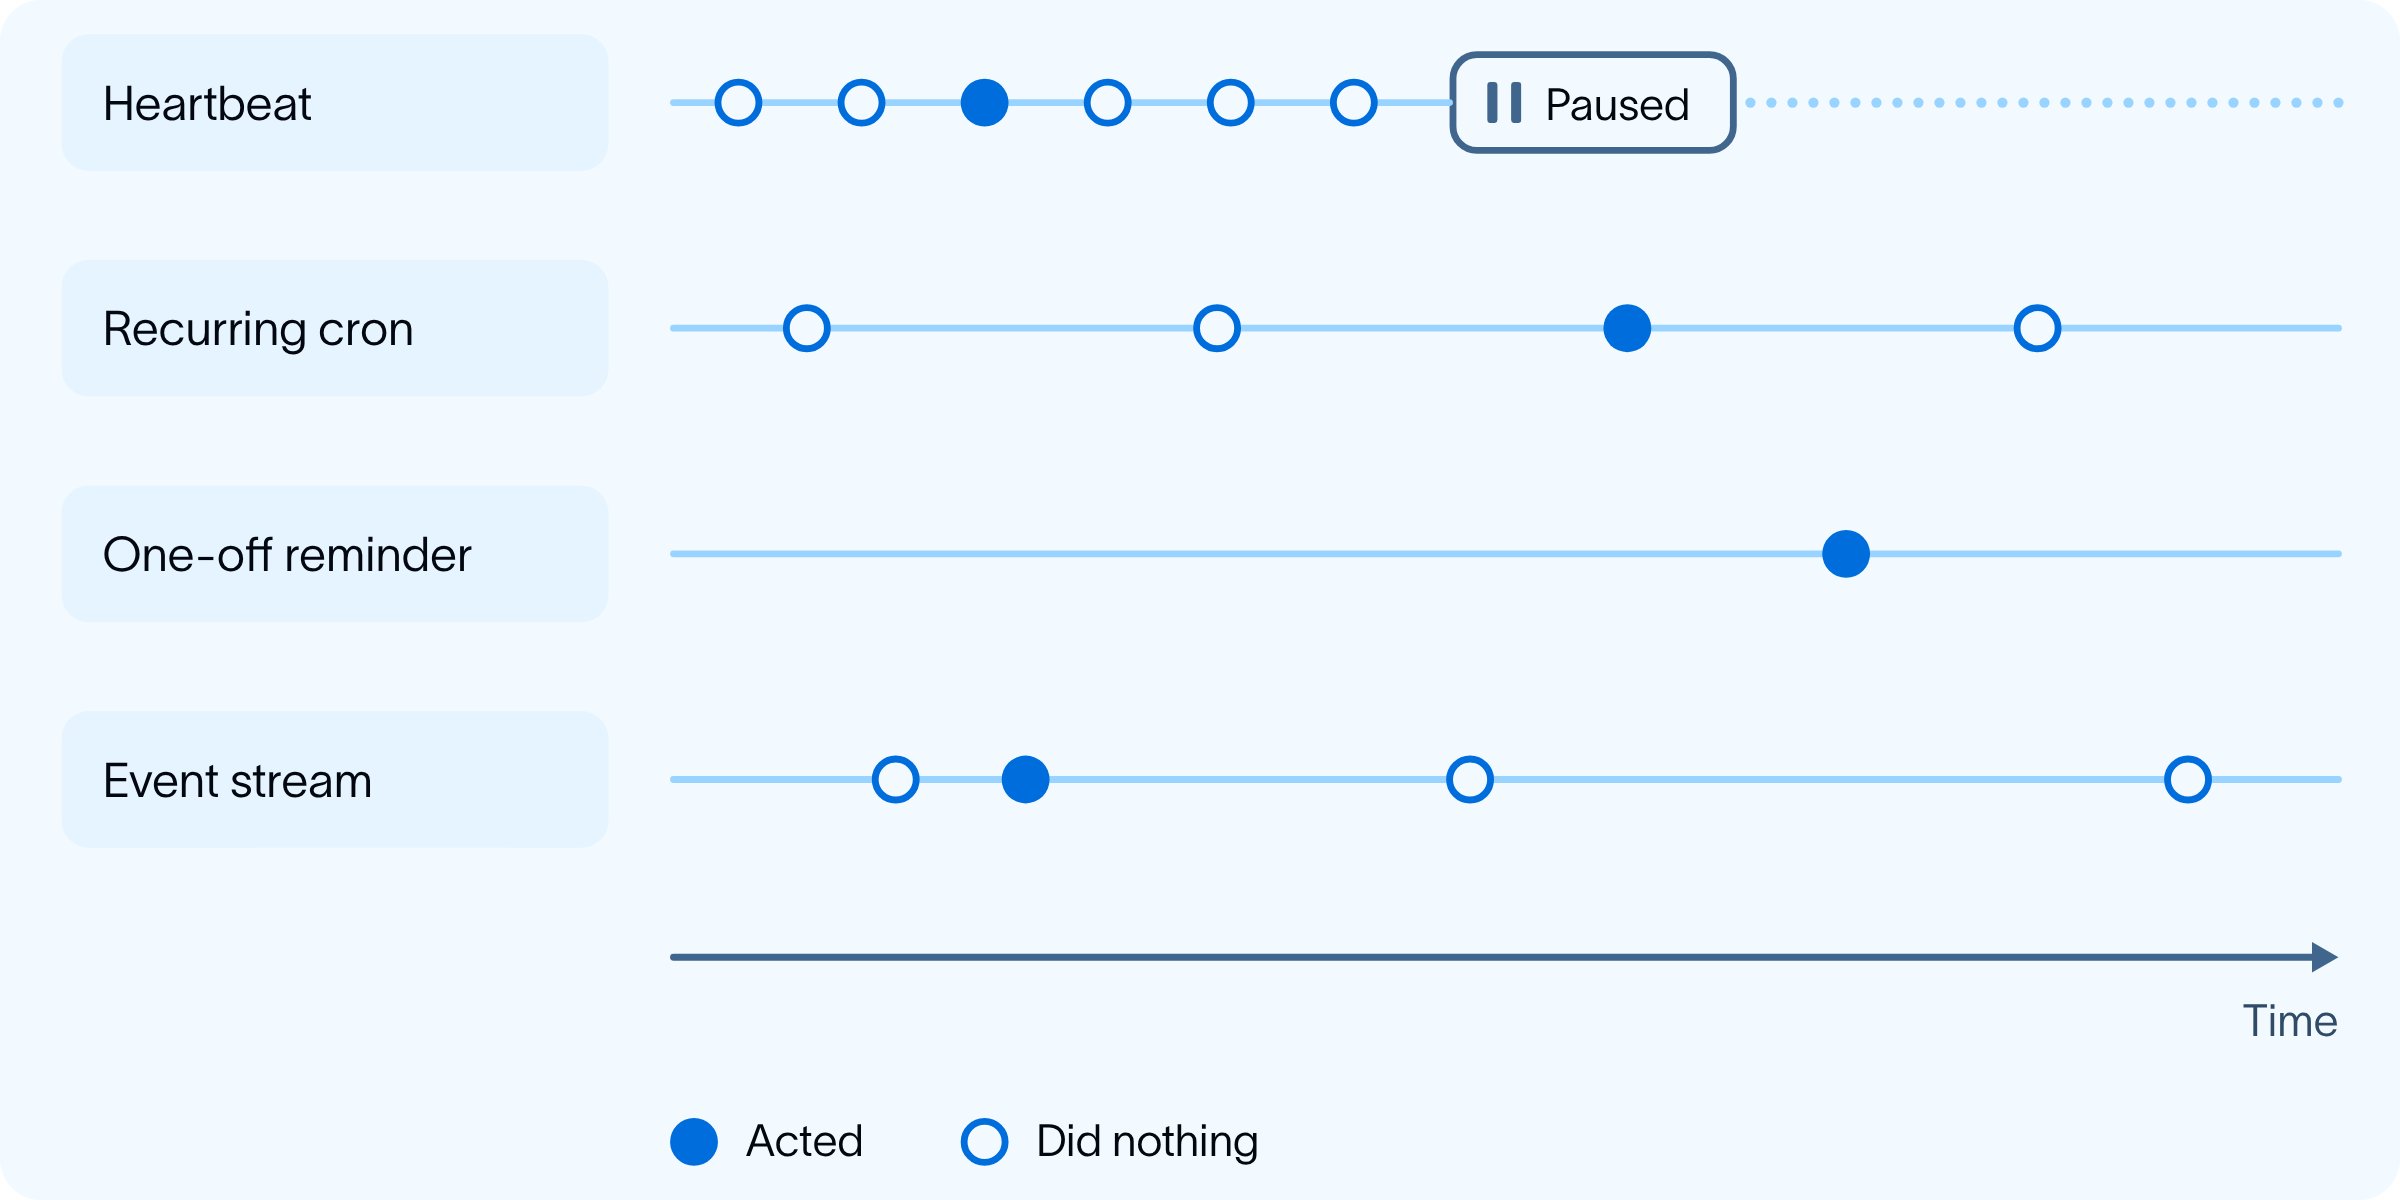 Heartbeat
Paused
Recurring cron
One-off reminder
Event stream
Time
Acted
Did nothing